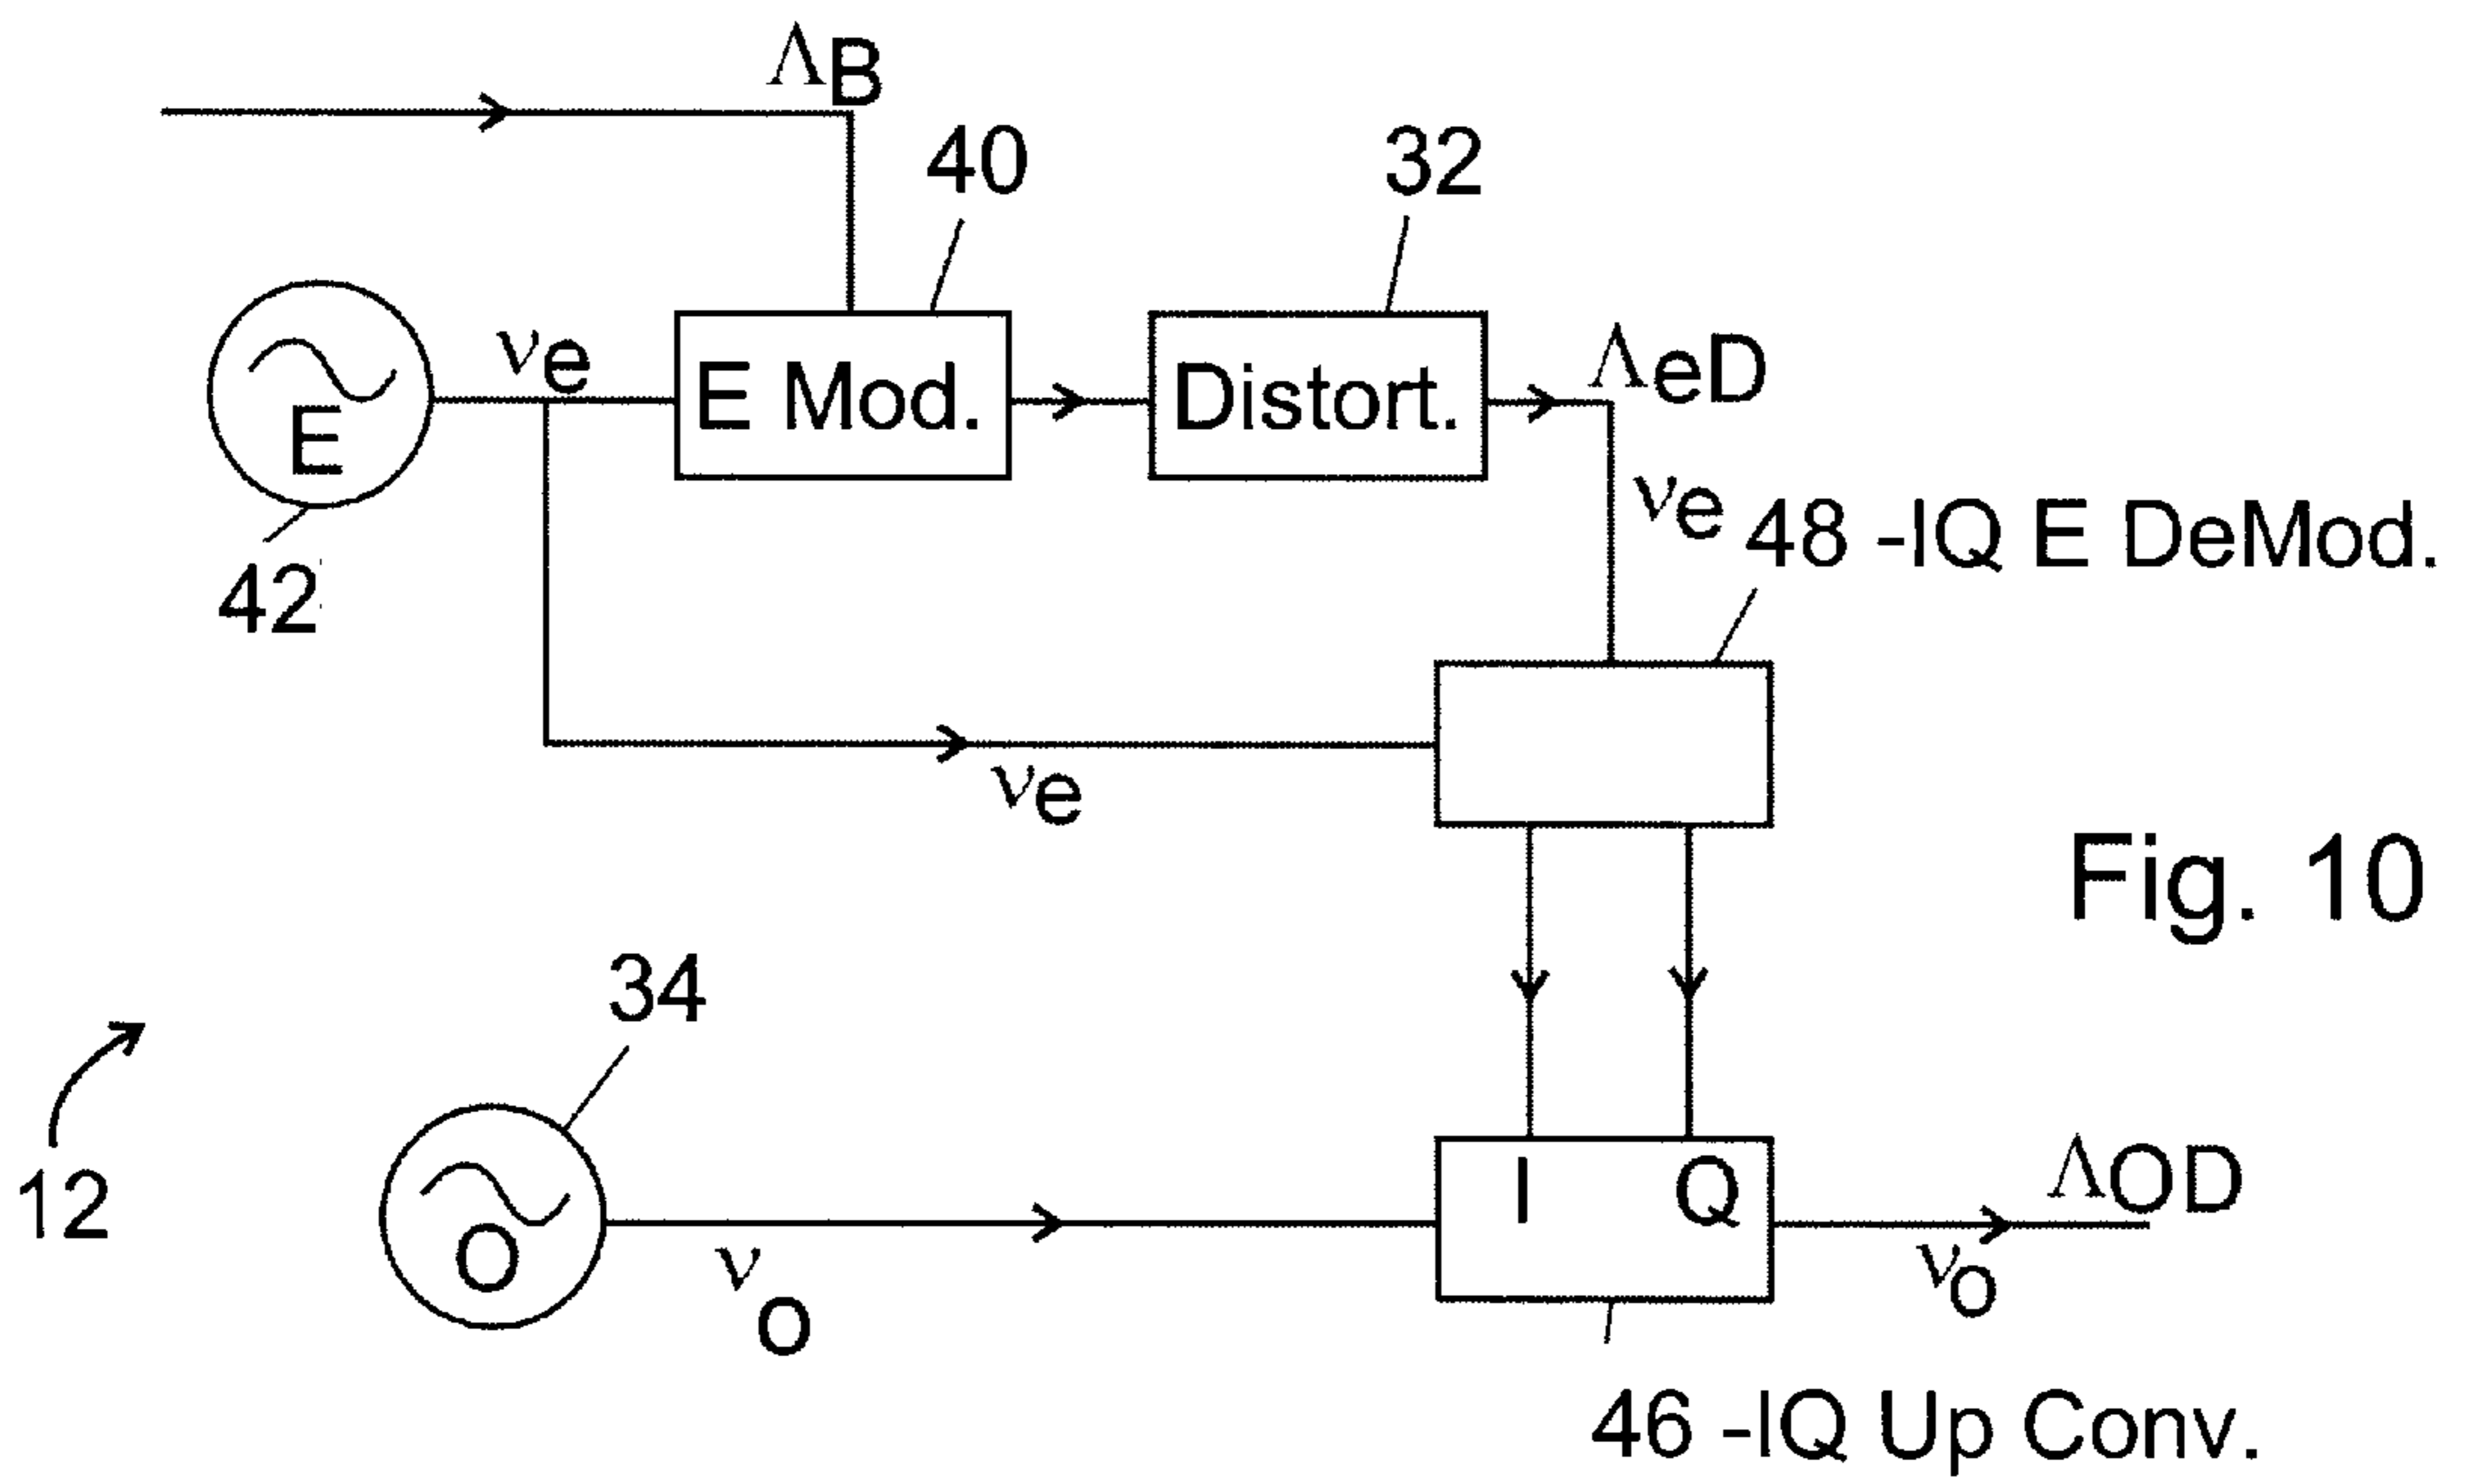 ΛB
40
32
νe
E Mod.
Distort.
ΛeD
E
νe
48 -IQ E DeMod.
42
νe
Fig. 10
34
12
I Q
ΛOD
O
νo
νo
46 -IQ Up Conv.